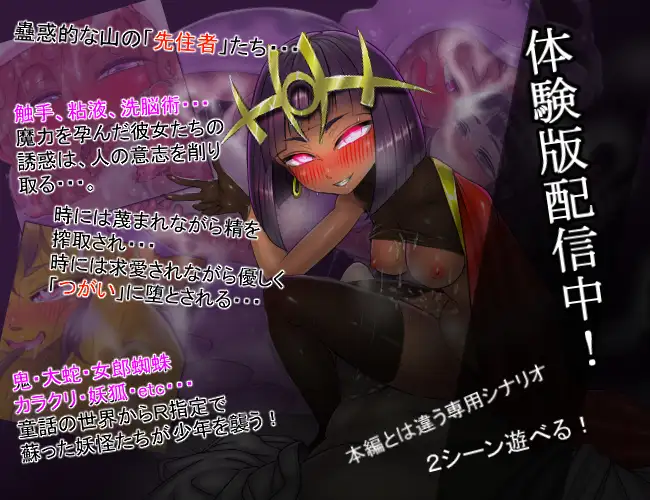 蠱惑的な山の「先住者」たち・・・
触手、粘液、洗脳術・・・
魔力を孕んだ彼女たちの
誘惑は、人の意志を削り
取る・・・。
時には蔑まれながら精を
搾取され・・・
時には求愛されながら優しく
「つがい」に堕とされる・・・
鬼・大蛇・女郎蜘蛛
カラクリ・妖狐・etc・・・
童話の世界からR指定で
蘇った妖怪たちが少年を襲う！
体験版配信中！
本編とは違う専用シナリオ
2シーン遊べる！